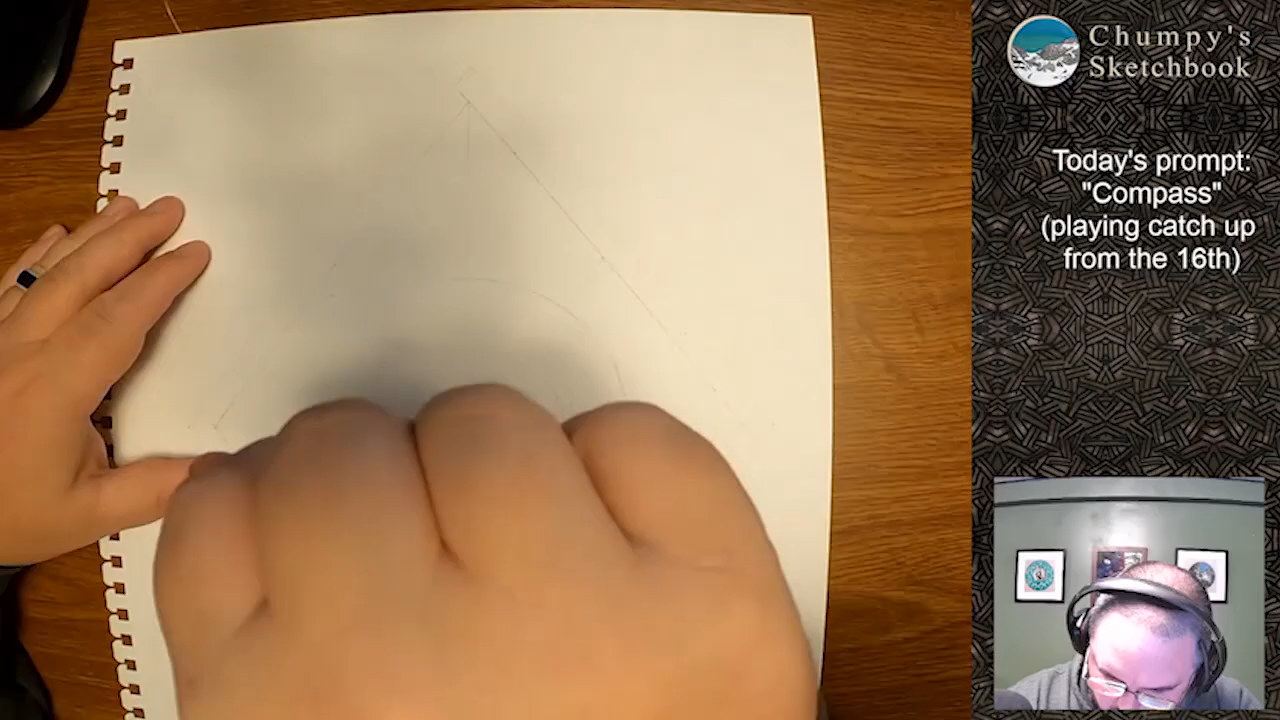 Chumpy's
Sketchbook
Today's prompt:
"Compass"
(playing catch up
from the 16th)